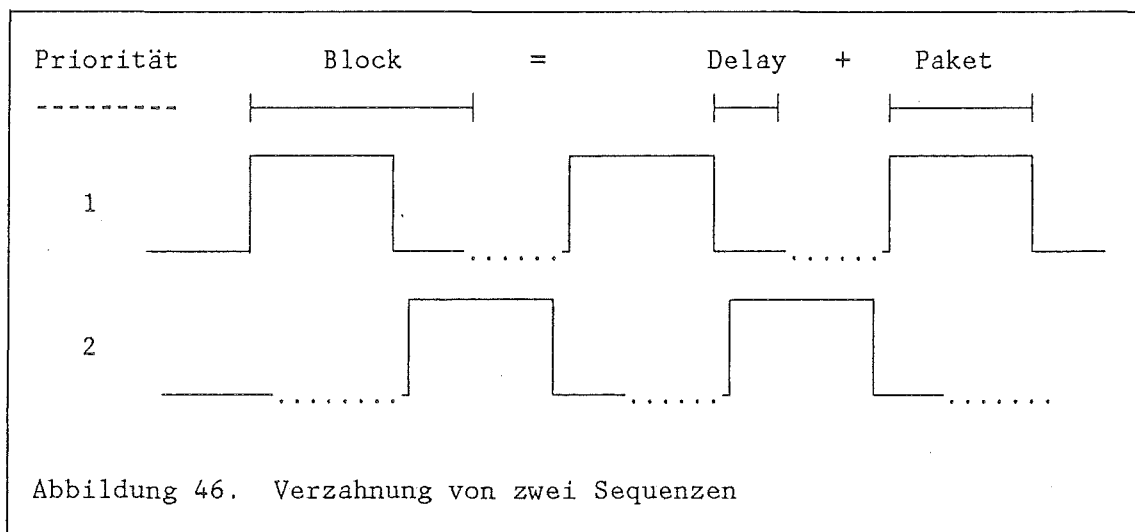 Priorität Block = Delay + Paket
1
2
Abbildung 46. Verzahnung von zwei Sequenzen